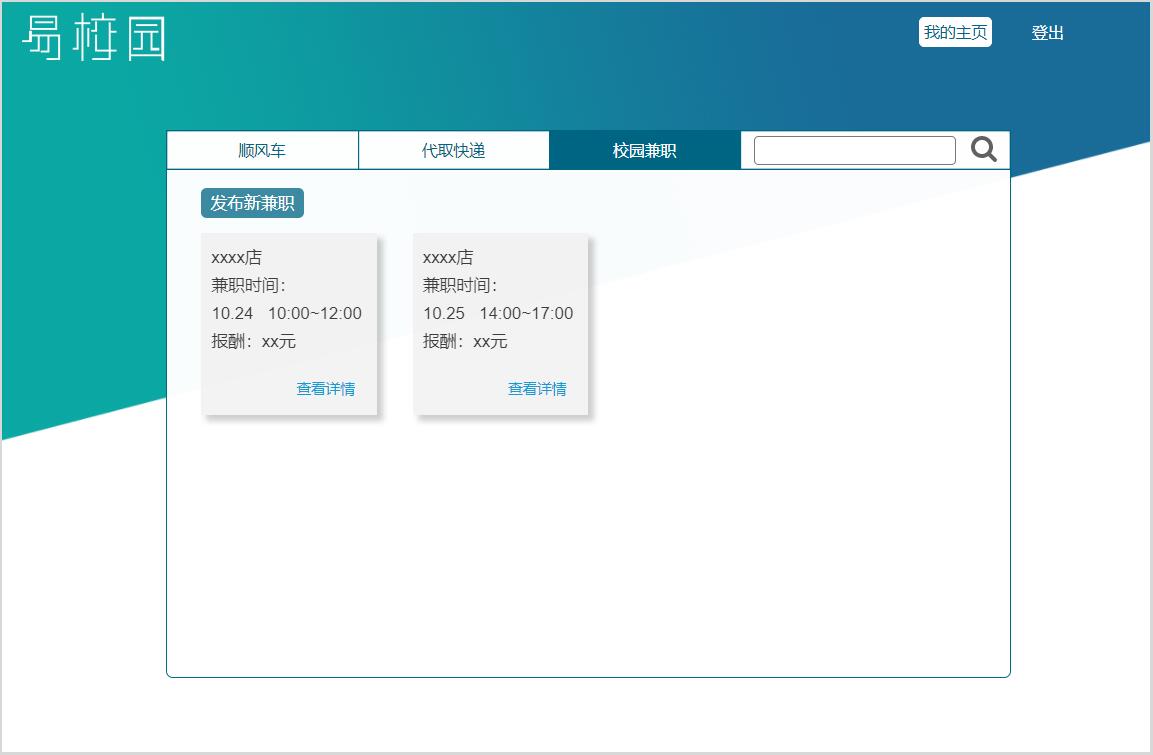 易校园
我的主页 登出
顺风车 代取快递 校园兼职
发布新兼职
xxxx店
兼职时间：
10.24 10:00~12:00
报酬：xx元
查看详情
xxxx店
兼职时间：
10.25 14:00~17:00
报酬：xx元
查看详情